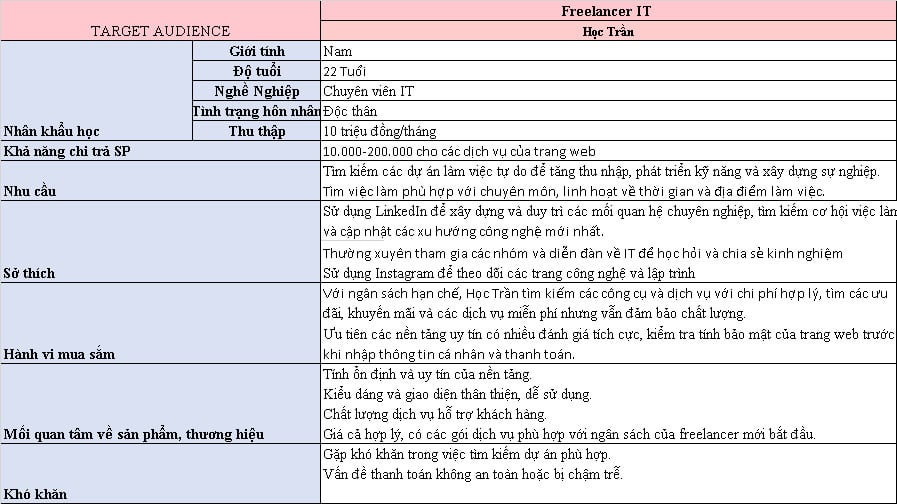 TARGET AUDIENCE
Freelancer IT
Học Trần
Nhân khẩu học
Giới tính
Nam
Độ tuổi
22 Tuổi
Nghề Nghiệp
Chuyên viên IT
Tình trạng hôn nhân
Độc thân
Thu thập
10 triệu đồng/tháng
Khả năng chi trả SP
10.000-200.000 cho các dịch vụ của trang web
Nhu cầu
Tìm kiếm các dự án làm việc tự do để tăng thu nhập, phát triển kỹ năng và xây dựng sự nghiệp.
Tìm việc làm phù hợp với chuyên môn, linh hoạt về thời gian và địa điểm làm việc.
Sở thích
Sử dụng LinkedIn để xây dựng và duy trì các mối quan hệ chuyên nghiệp, tìm kiếm cơ hội việc làm
và cập nhật các xu hướng công nghệ mới nhất.
Thường xuyên tham gia các nhóm và diễn đàn về IT để học hỏi và chia sẻ kinh nghiệm
Sử dụng Instagram để theo dõi các trang công nghệ và lập trình
Hành vi mua sắm
Với ngân sách hạn chế, Học Trần tìm kiếm các công cụ và dịch vụ với chi phí hợp lý, tìm các ưu
đãi, khuyến mãi và các dịch vụ miễn phí nhưng vẫn đảm bảo chất lượng.
Ưu tiên các nền tảng uy tín có nhiều đánh giá tích cực, kiểm tra tính bảo mật của trang web trước
khi nhập thông tin cá nhân và thanh toán.
Mối quan tâm về sản phẩm, thương hiệu
Tính ổn định và uy tín của nền tảng.
Kiểu dáng và giao diện thân thiện, dễ sử dụng.
Chất lượng dịch vụ hỗ trợ khách hàng.
Giá cả hợp lý, có các gói dịch vụ phù hợp với ngân sách của freelancer mới bắt đầu.
Khó khăn
Gặp khó khăn trong việc tìm kiếm dự án phù hợp.
Vấn đề thanh toán không an toàn hoặc bị chậm trễ.